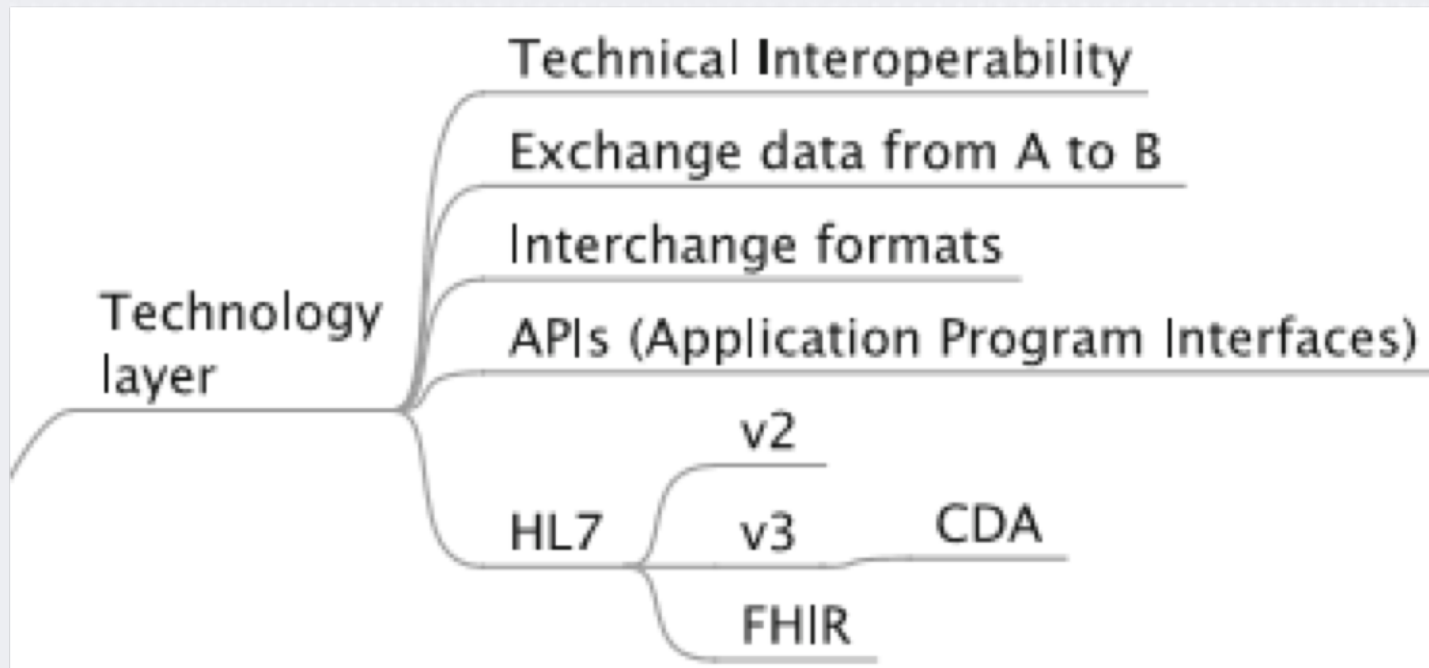 Technical Interoperability
Exchange data from A to B
Interchange formats
Technology
layer
APIs (Application Program Interfaces)
v2
HL7
v3
CDA
FHIR